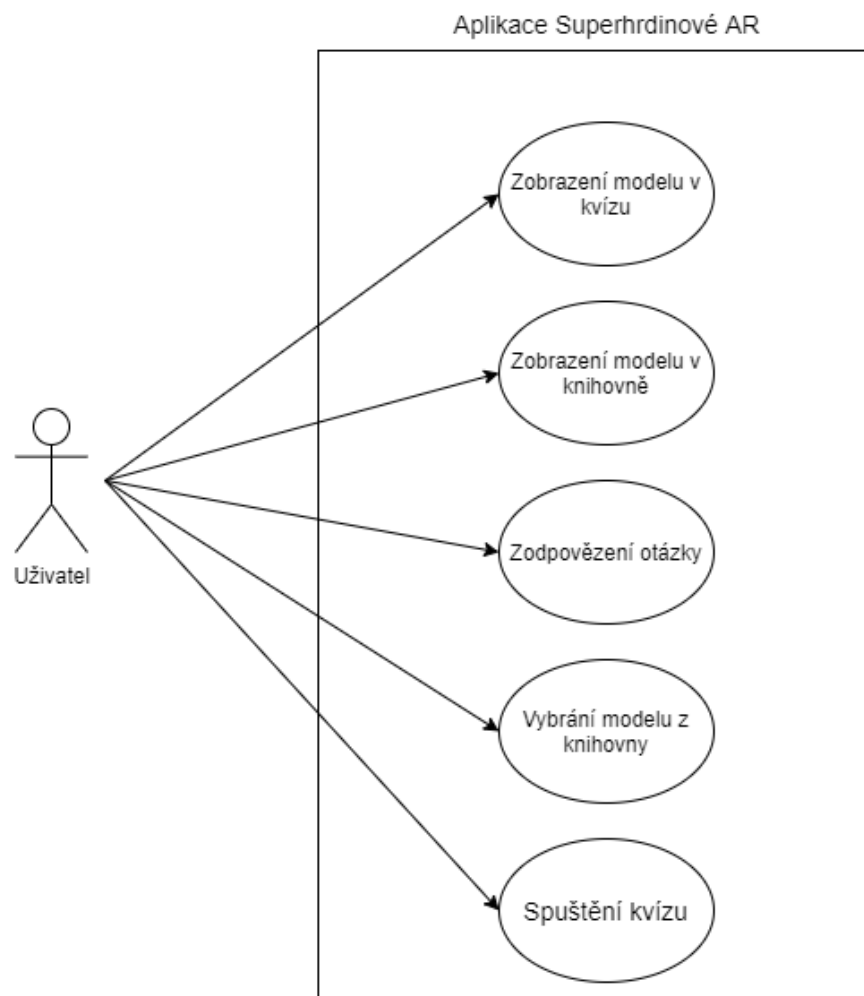 Aplikace Superhrdinové AR
Zobrazení modelu v
kvízu
Zobrazení modelu v
knihovně
Zodpovězení otázky
Uživatel
Vybrání modelu z
knihovny
Spuštění kvízu